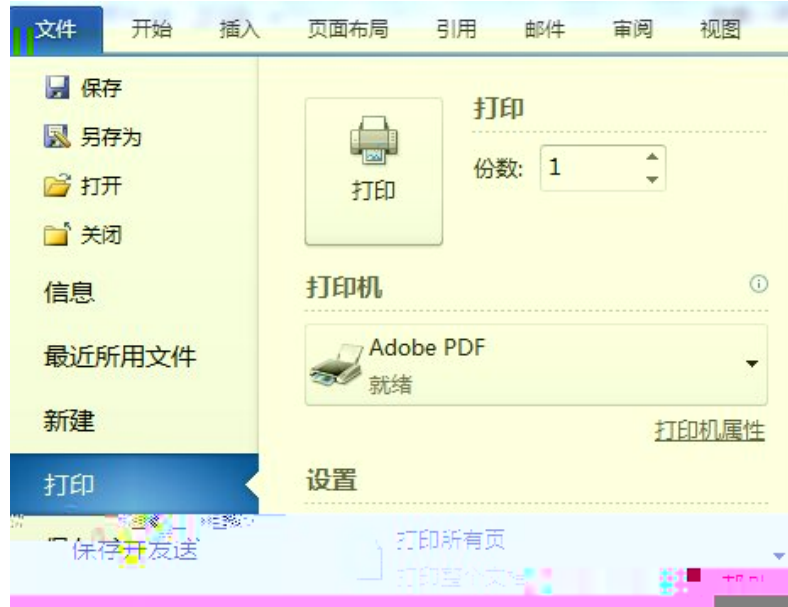 文件 开始 插入 页面布局 引用 邮件 审阅 视图
保存
另存为
打开
关闭
信息
最近所用文件
新建
打印
保存并发送
打印
打印
份数: 1
打印机
Adobe PDF
就绪
打印机属性
设置
打印所有页